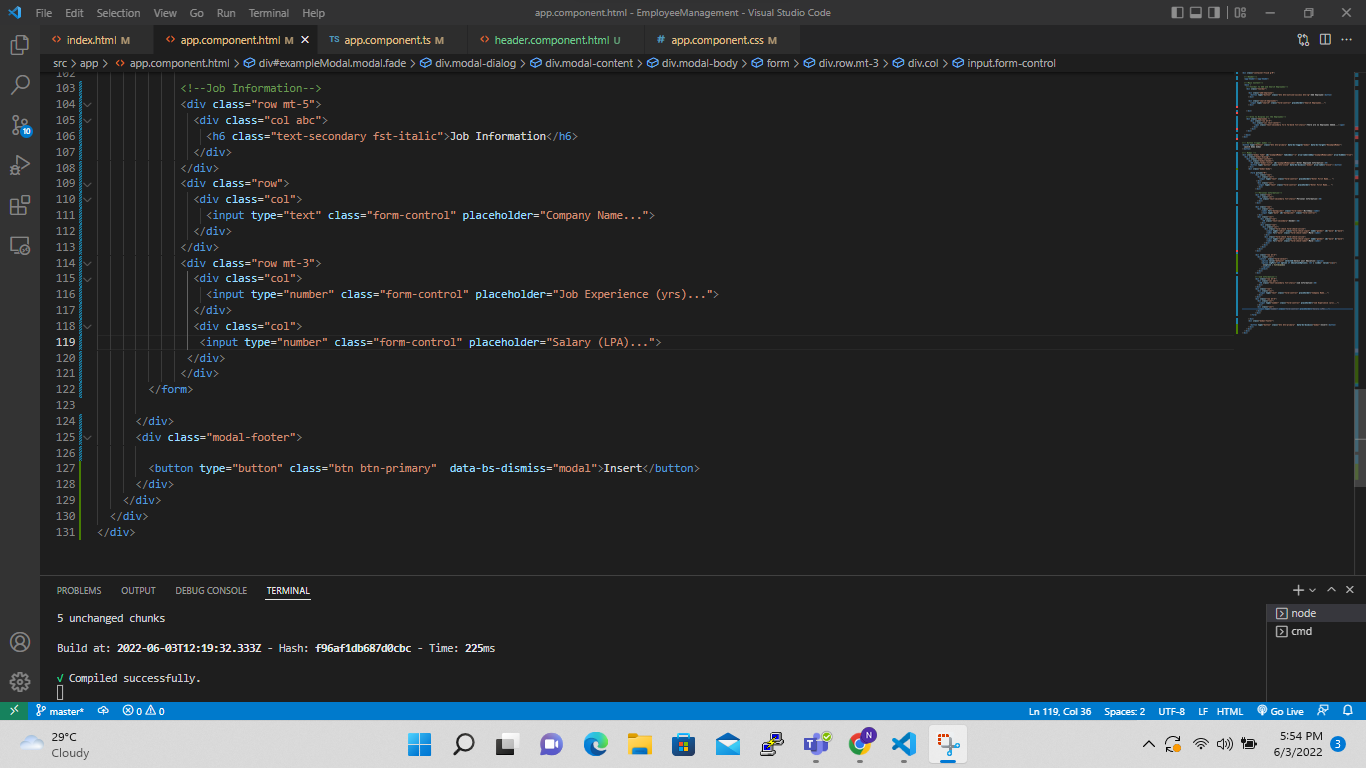 File Edit Selection View Go Run Terminal Help app.component.html - EmployeeManagement - Visual Studio Code
index.html M app.component.html M TS app.component.ts M header.component.html U # app.component.css M
src > app > app.component.html > div#exampleModal.modal.fade > div.modal-dialog > div.modal-content > div.modal-body > form > div.row.mt-3 > div.col > input.form-control
102
103 <!--Job Information-->
104 <div class="row mt-5">
105 <div class="col abc">
106 <h6 class="text-secondary fst-italic">Job Information</h6>
107 </div>
108 </div>
109 <div class="row">
110 <div class="col">
111 <input type="text" class="form-control" placeholder="Company Name...">
112 </div>
113 </div>
114 <div class="row mt-3">
115 <div class="col">
116 <input type="number" class="form-control" placeholder="Job Experience (yrs)...">
117 </div>
118 <div class="col">
119 <input type="number" class="form-control" placeholder="Salary (LPA)...">
120 </div>
121 </div>
122 </form>
123
124 </div>
125 <div class="modal-footer">
126
127 <button type="button" class="btn btn-primary"  data-bs-dismiss="modal">Insert</button>
128 </div>
129 </div>
130 </div>
131 </div>
PROBLEMS OUTPUT DEBUG CONSOLE TERMINAL
5 unchanged chunks
Build at: 2022-06-03T12:19:32.333Z - Hash: f96af1db687d0cbc - Time: 225ms
√ Compiled successfully.
node
cmd
10
master* 0 0 Ln 119, Col 36 Spaces: 2 UTF-8 LF HTML Go Live
29°C
Cloudy
N
5:54 PM
6/3/2022
3